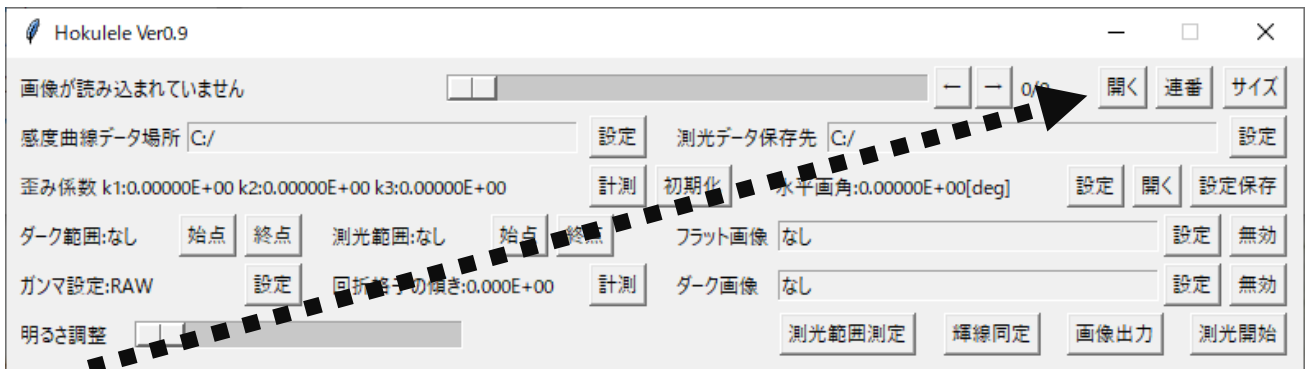 Hokulele Ver0.9
画像が読み込まれていません ← → 0/0 開く 連番 サイズ
感度曲線データ場所 C:/ 設定 測光データ保存先 C:/ 設定
歪み係数 k1:0.00000E+00 k2:0.00000E+00 k3:0.00000E+00 計測 初期化 水平画角:0.00000E+00[deg] 設定 開く 設定保存
ダーク範囲:なし 始点 終点 測光範囲:なし 始点 終点 フラット画像 なし 設定 無効
ガンマ設定:RAW 設定 回折格子の傾き:0.000E+00 計測 ダーク画像 なし 設定 無効
明るさ調整 測光範囲測定 輝線同定 画像出力 測光開始